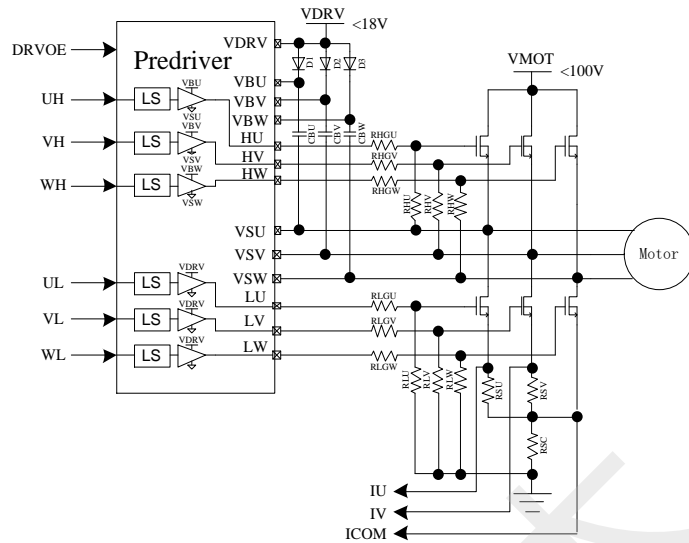 VDRV
<18V
DRVOE
Predriver
VDRV
D1
D2
D3
VMOT
<100V
VBU
UH
LS
VBU
VSU
VBV
CBU
CBV
CBW
VBW
HU
RHGU
VH
LS
VBV
VSV
HV
RHGV
WH
LS
VBW
VSW
HW
RHGW
RHU
RHV
RHW
VSU
VSV
Motor
VSW
UL
LS
VDRV
LU
RLGU
VL
LS
VDRV
LV
RLGV
WL
LS
VDRV
LW
RLGW
RLU
RLV
RLW
RSU
RSV
RSC
IU
IV
ICOM